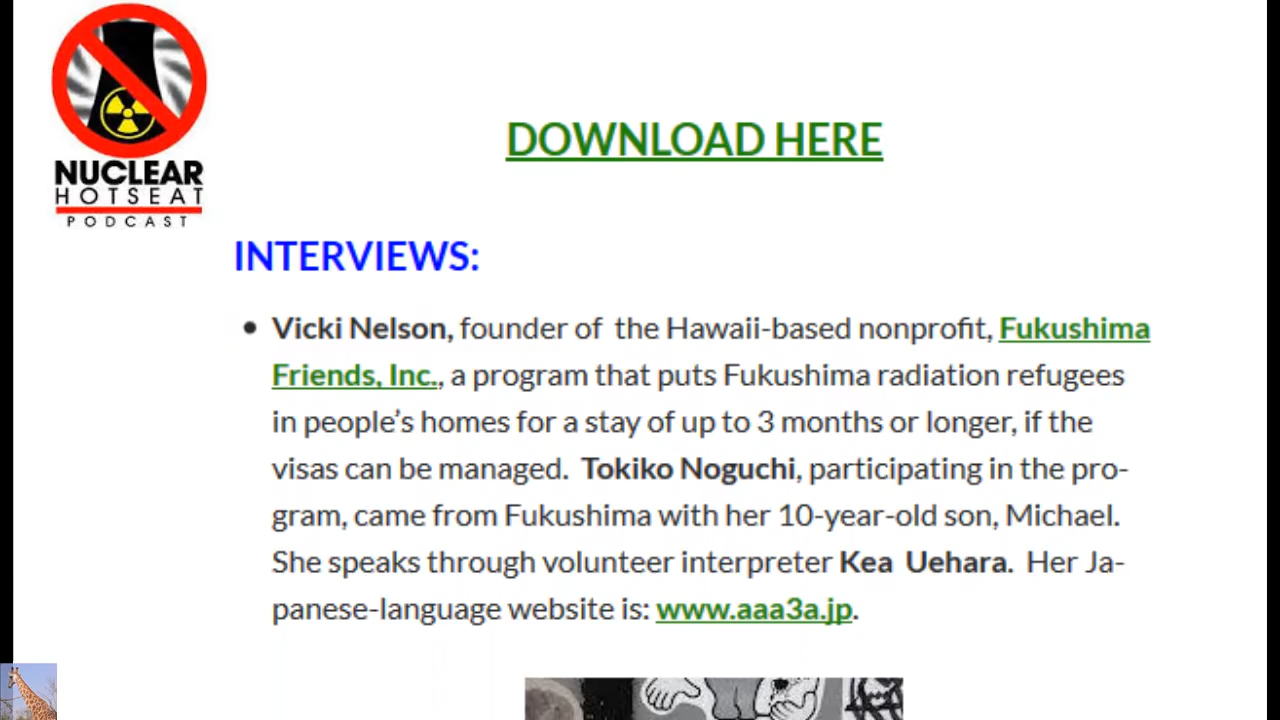 NUCLEAR
HOTSEAT
PODCAST
DOWNLOAD HERE
INTERVIEWS:
• Vicki Nelson, founder of the Hawaii-based nonprofit, Fukushima
Friends, Inc., a program that puts Fukushima radiation refugees
in people’s homes for a stay of up to 3 months or longer, if the
visas can be managed. Tokiko Noguchi, participating in the pro-
gram, came from Fukushima with her 10-year-old son, Michael.
She speaks through volunteer interpreter Kea Uehara. Her Ja-
panese-language website is: www.aaa3a.jp.